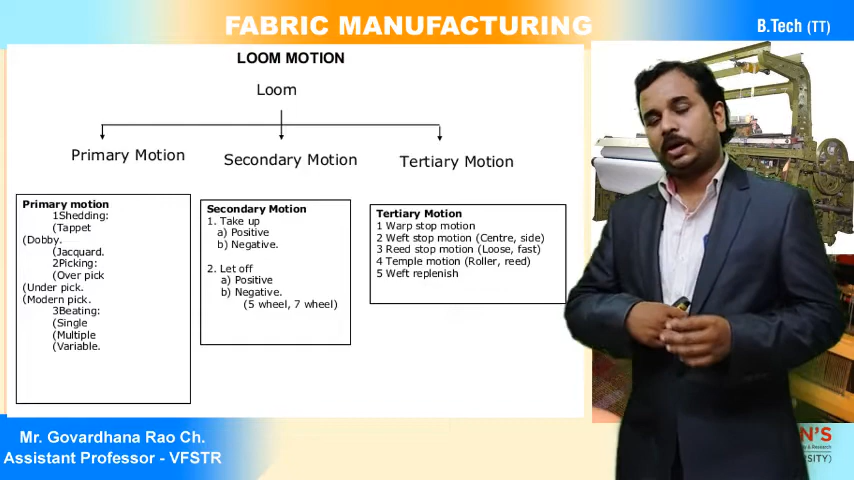 FABRIC MANUFACTURING
B.Tech (TT)
LOOM MOTION
Loom
Primary Motion
Secondary Motion
Tertiary Motion
Primary motion
1Shedding:
(Tappet
(Dobby.
(Jacquard.
2Picking:
(Over pick
(Under pick.
(Modern pick.
3Beating:
(Single
(Multiple
(Variable.
Secondary Motion
1. Take up
a) Positive
b) Negative.
2. Let off
a) Positive
b) Negative.
(5 wheel, 7 wheel)
Tertiary Motion
1 Warp stop motion
2 Weft stop motion (Centre, side)
3 Reed stop motion (Loose, fast)
4 Temple motion (Roller, reed)
5 Weft replenish
Mr. Govardhana Rao Ch.
Assistant Professor - VFSTR
N'S
& Research
SITY)